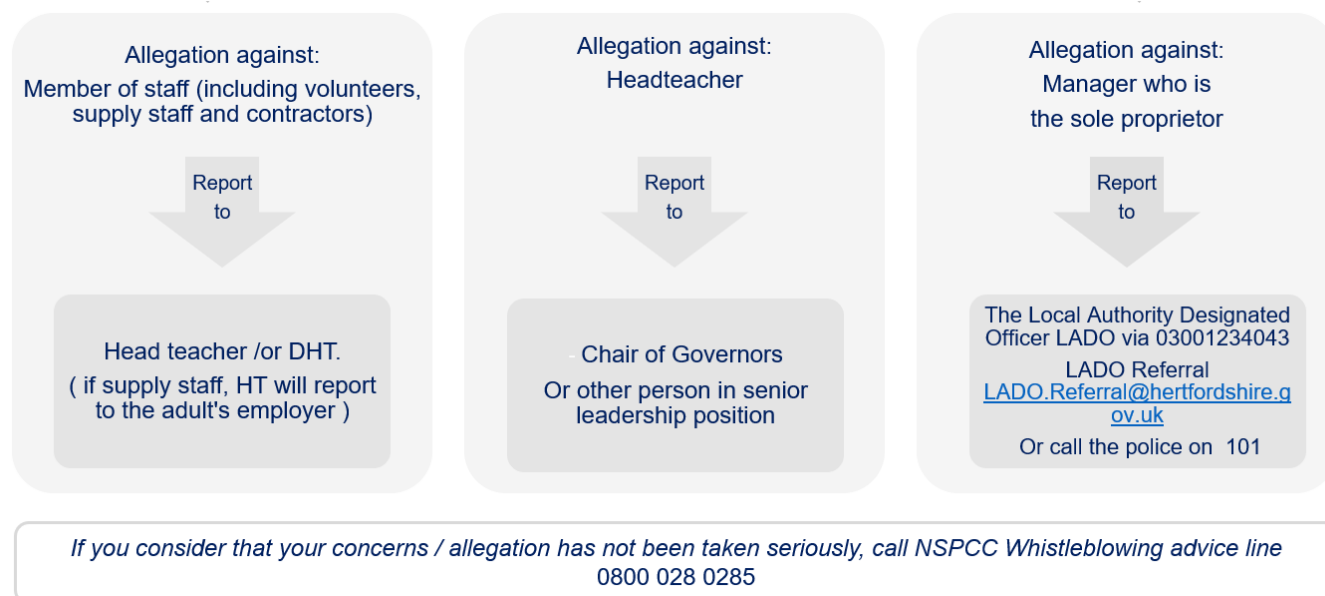 Allegation against:
Member of staff (including volunteers,
supply staff and contractors)
Report
to
Head teacher /or DHT.
( if supply staff, HT will report
to the adult's employer )
Allegation against:
Headteacher
Report
to
- Chair of Governors
Or other person in senior
leadership position
Allegation against:
Manager who is
the sole proprietor
Report
to
The Local Authority Designated
Officer LADO via 03001234043
LADO Referral
LADO.Referral@hertfordshire.g
ov.uk
Or call the police on 101
If you consider that your concerns / allegation has not been taken seriously, call NSPCC Whistleblowing advice line
0800 028 0285